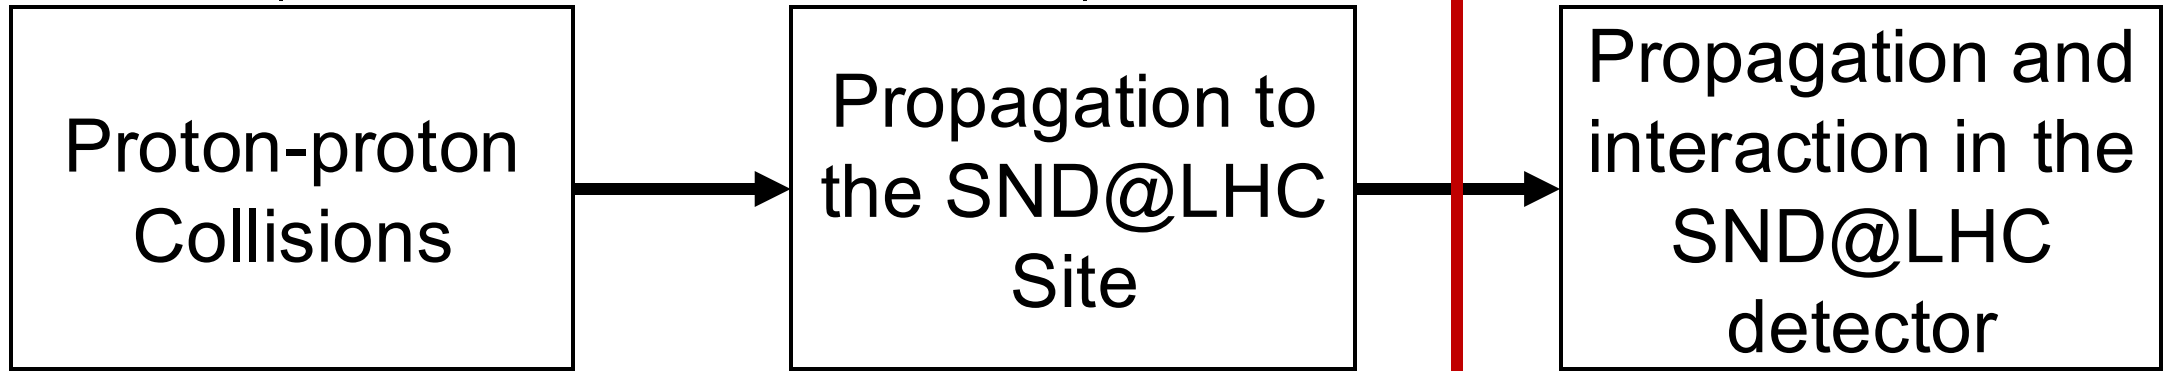 Proton-proton
Collisions
Propagation to
the SND@LHC
Site
Propagation and
interaction in the
SND@LHC
detector